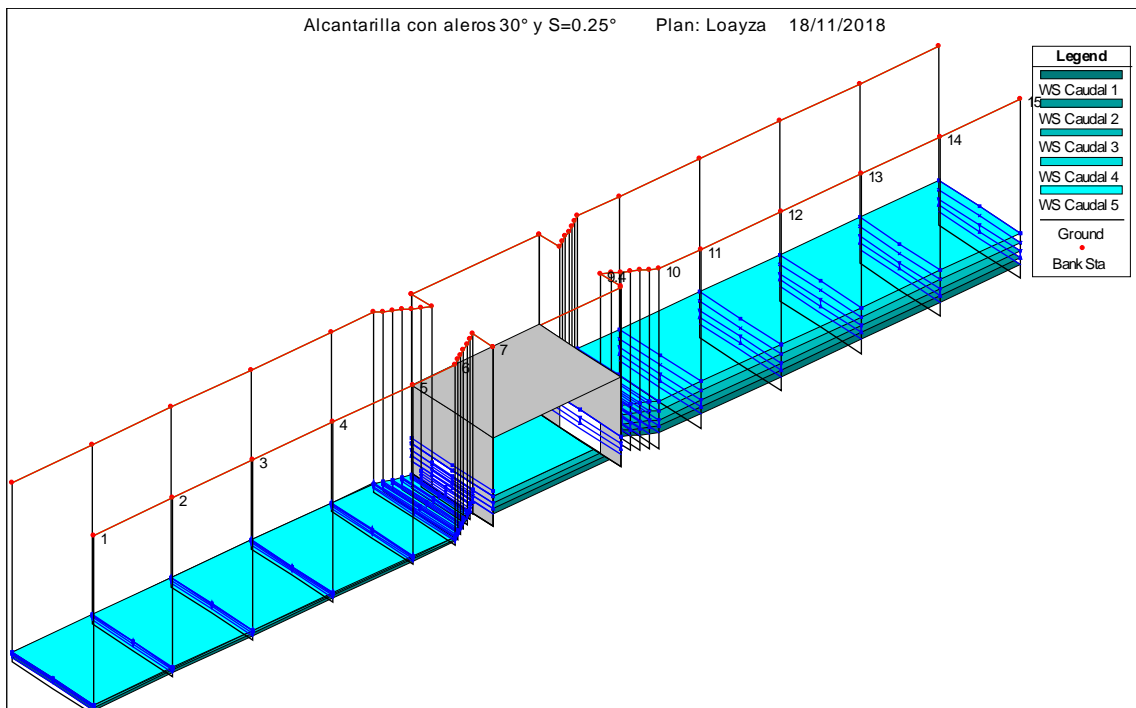 Alcantarilla con aleros 30° y S=0.25° Plan: Loayza 18/11/2018
Legend
WS Caudal 1
WS Caudal 2
WS Caudal 3
WS Caudal 4
WS Caudal 5
Ground
Bank Sta
15
14
13
12
11
10
9.4
7
6
5
4
3
2
1